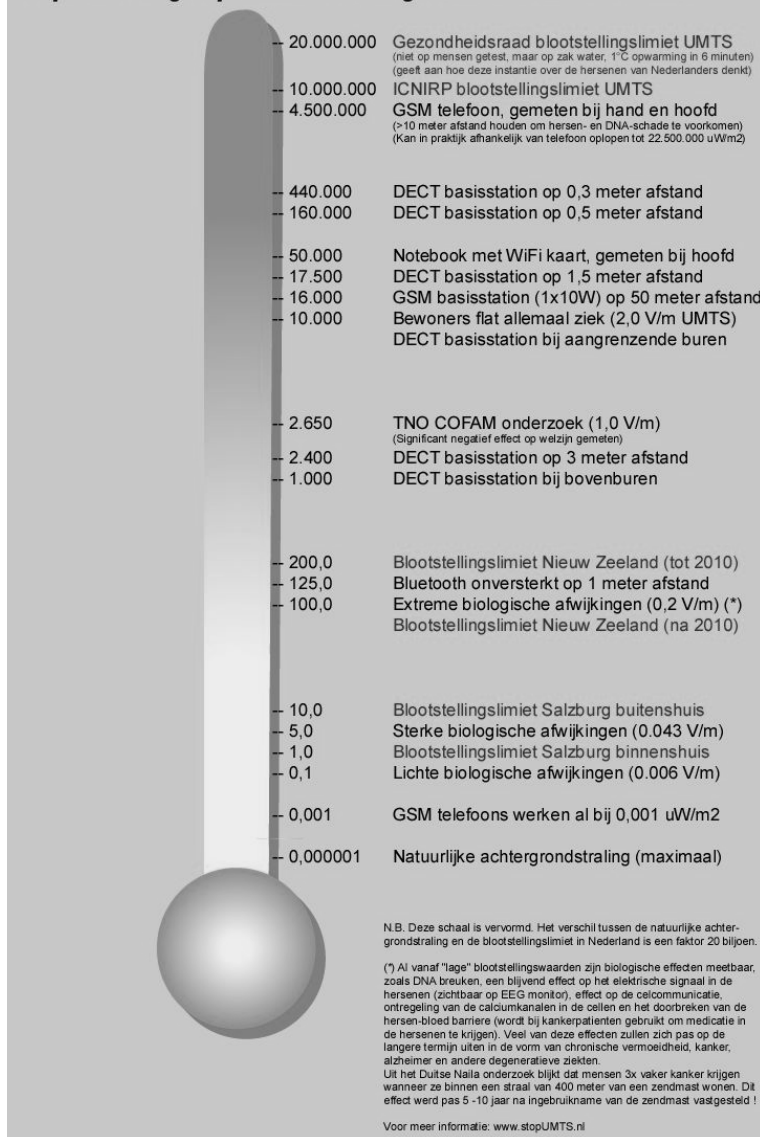 -- 20.000.000 Gezondheidsraad blootstellingslimiet UMTS
(niet op mensen getest, maar op zak water, 1°C opwarming in 6 minuten)
(geeft aan hoe deze instantie over de hersenen van Nederlanders denkt)
-- 10.000.000 ICNIRP blootstellingslimiet UMTS
-- 4.500.000 GSM telefoon, gemeten bij hand en hoofd
(>10 meter afstand houden om hersen- en DNA-schade te voorkomen)
(Kan in praktijk afhankelijk van telefoon oplopen tot 22.500.000 uW/m2)
-- 440.000 DECT basisstation op 0,3 meter afstand
-- 160.000 DECT basisstation op 0,5 meter afstand
-- 50.000 Notebook met WiFi kaart, gemeten bij hoofd
-- 17.500 DECT basisstation op 1,5 meter afstand
-- 16.000 GSM basisstation (1x10W) op 50 meter afstand
-- 10.000 Bewoners flat allemaal ziek (2,0 V/m UMTS)
DECT basisstation bij aangrenzende buren
-- 2.650 TNO COFAM onderzoek (1,0 V/m)
(Significant negatief effect op welzijn gemeten)
-- 2.400 DECT basisstation op 3 meter afstand
-- 1.000 DECT basisstation bij bovenburen
-- 200,0 Blootstellingslimiet Nieuw Zeeland (tot 2010)
-- 125,0 Bluetooth onversterkt op 1 meter afstand
-- 100,0 Extreme biologische afwijkingen (0,2 V/m) (*)
Blootstellingslimiet Nieuw Zeeland (na 2010)
-- 10,0 Blootstellingslimiet Salzburg buitenshuis
-- 5,0 Sterke biologische afwijkingen (0.043 V/m)
-- 1,0 Blootstellingslimiet Salzburg binnenshuis
-- 0,1 Lichte biologische afwijkingen (0.006 V/m)
-- 0,001 GSM telefoons werken al bij 0,001 uW/m2
-- 0,000001 Natuurlijke achtergrondstraling (maximaal)
N.B. Deze schaal is vervormd. Het verschil tussen de natuurlijke achter-
grondstraling en de blootstellingslimiet in Nederland is een faktor 20 biljoen.
(*) Al vanaf "lage" blootstellingswaarden zijn biologische effecten meetbaar,
zoals DNA breuken, een blijvend effect op het elektrische signaal in de
hersenen (zichtbaar op EEG monitor), effect op de celcommunicatie,
ontregeling van de calciumkanalen in de cellen en het doorbreken van de
hersen-bloed barriere (wordt bij kankerpatienten gebruikt om medicatie in
de hersenen te krijgen). Veel van deze effecten zullen zich pas op de
langere termijn uiten in de vorm van chronische vermoeidheid, kanker,
alzheimer en andere degeneratieve ziekten.
Uit het Duitse Naila onderzoek blijkt dat mensen 3x vaker kanker krijgen
wanneer ze binnen een straal van 400 meter van een zendmast wonen. Dit
effect werd pas 5 -10 jaar na ingebruikname van de zendmast vastgesteld !
Voor meer informatie: www.stopUMTS.nl